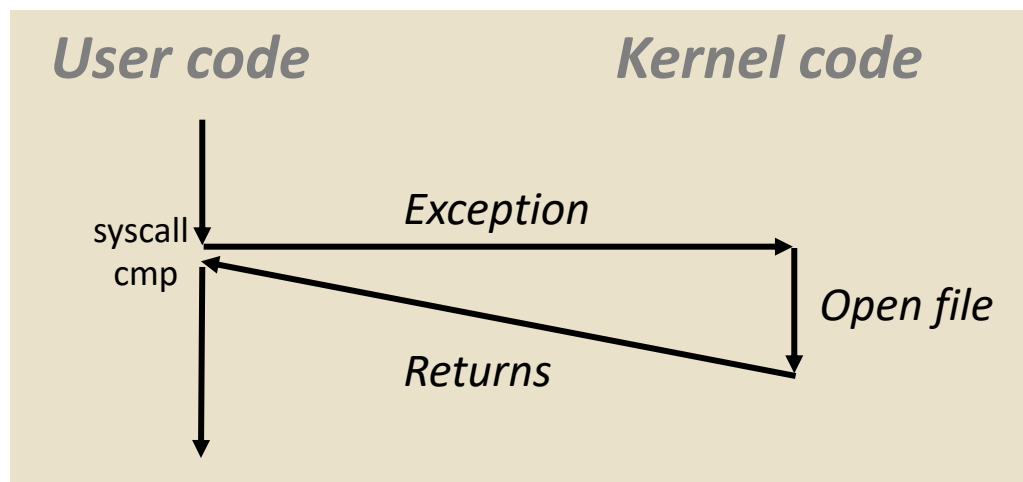 User code
Kernel code
Exception
syscall
cmp
Open file
Returns